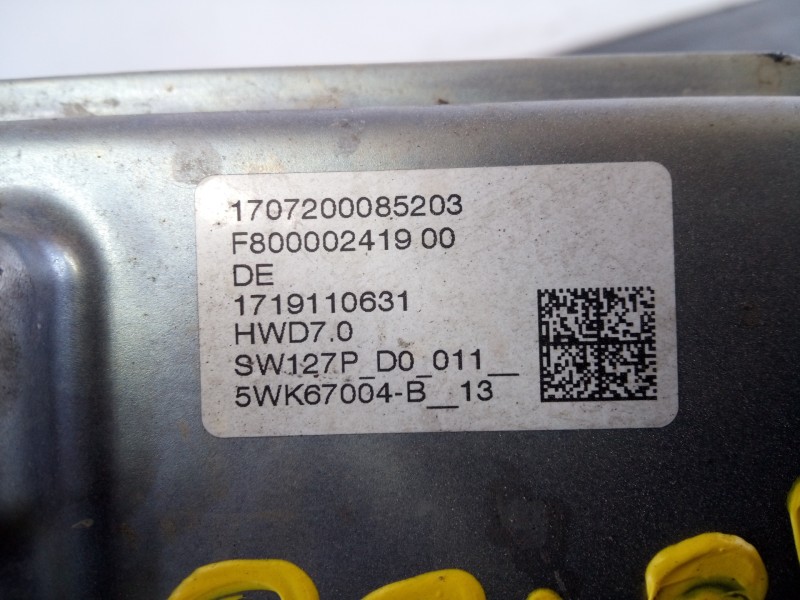 1707200085203
F800002419 00
DE
1719110631
HWD7.0
SW127P_D0_011__
5WK67004-B__13